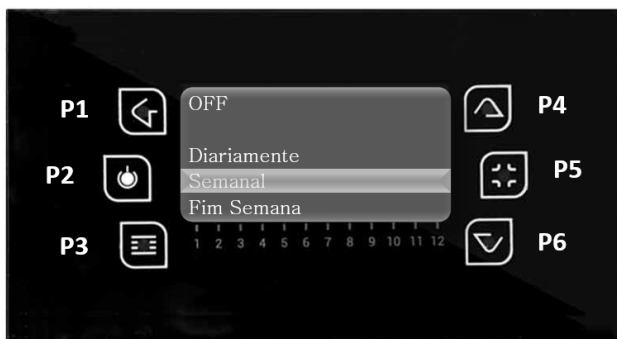 OFF
P1
P4
Diariamente
P2
Semanal
P5
Fim Semana
P3
1 2 3 4 5 6 7 8 9 10 11 12
P6